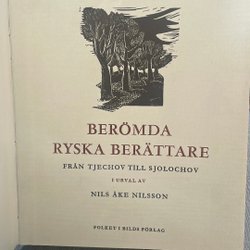 BERÖMDA
RYSKA BERÄTTARE
FRÅN TJECHOV TILL SJOLOCHOV
I URVAL AV
NILS ÅKE NILSSON
FOLKET I BILDS FÖRLAG